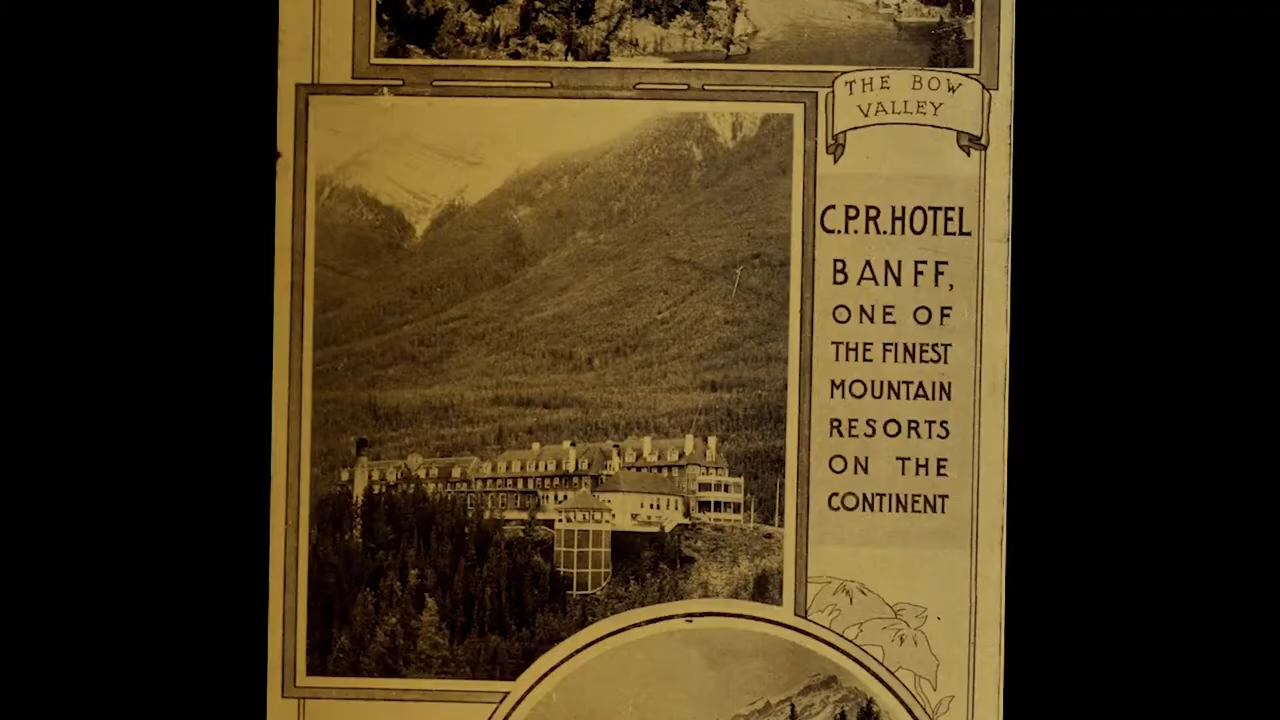 THE BOW
VALLEY
C.P.R. HOTEL
BANFF,
ONE OF
THE FINEST
MOUNTAIN
RESORTS
ON THE
CONTINENT